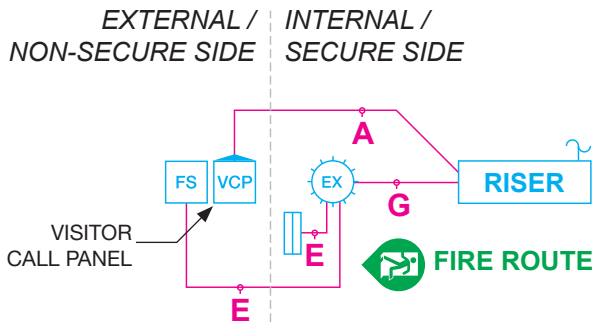 EXTERNAL /
NON-SECURE SIDE
INTERNAL /
SECURE SIDE
A
FS
VCP
EX
G
RISER
VISITOR
CALL PANEL
E
FIRE ROUTE
E